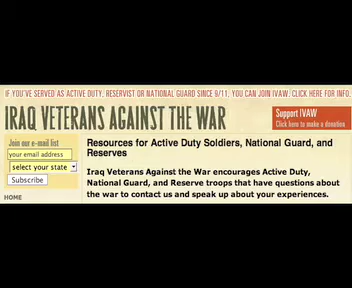 IF YOU'VE SERVED AS ACTIVE DUTY, RESERVIST OR NATIONAL GUARD SINCE 9/11, YOU CAN JOIN IVAW. CLICK HERE FOR INFO.
IRAQ VETERANS AGAINST THE WAR
Support IVAW
Click here to make a donation
Join our e-mail list
your email address
select your state
Subscribe
HOME
Resources for Active Duty Soldiers, National Guard, and
Reserves
Iraq Veterans Against the War encourages Active Duty,
National Guard, and Reserve troops that have questions about
the war to contact us and speak up about your experiences.